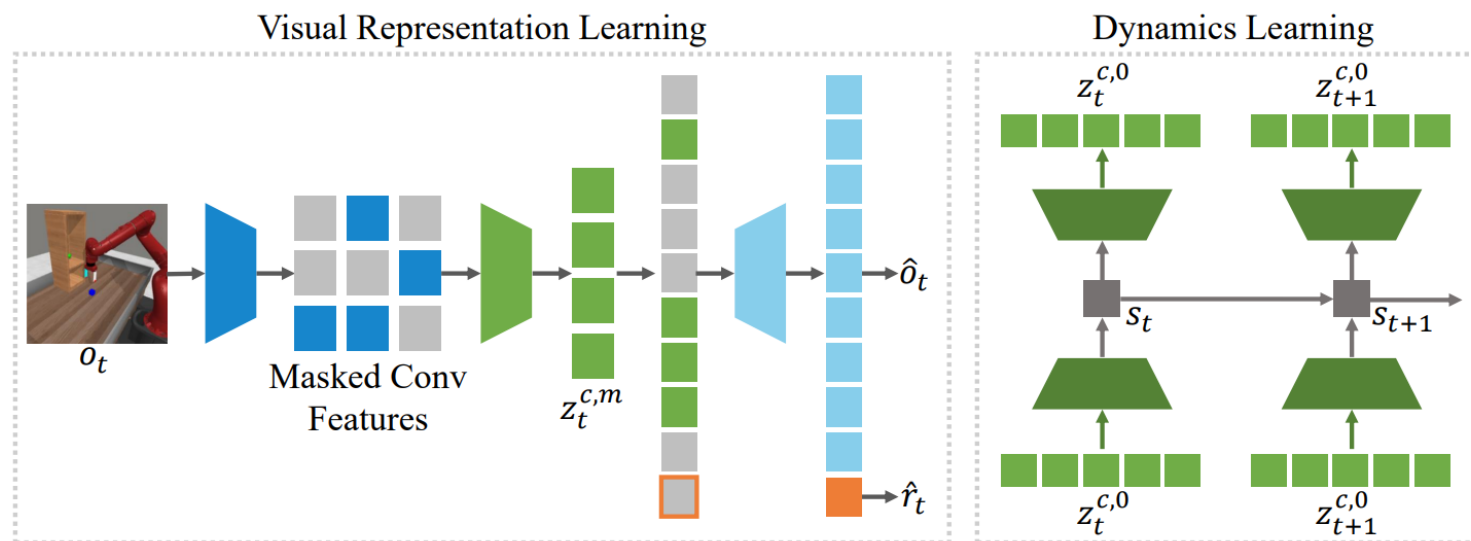 Visual Representation Learning
Dynamics Learning
o_t
Masked Conv
Features
z_t^{c,m}
ô_t
r̂_t
z_t^{c,0}
z_{t+1}^{c,0}
s_t
s_{t+1}
z_t^{c,0}
z_{t+1}^{c,0}